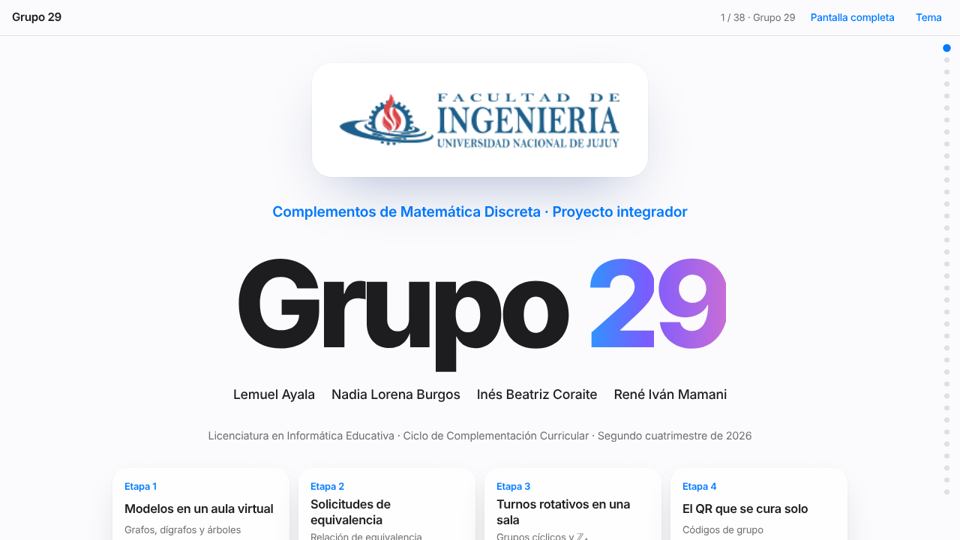 Grupo 29
1 / 38 · Grupo 29
Pantalla completa
Tema
FACULTAD DE
INGENIERIA
UNIVERSIDAD NACIONAL DE JUJUY
Complementos de Matemática Discreta · Proyecto integrador
Grupo 29
Lemuel Ayala Nadia Lorena Burgos Inés Beatriz Coraite René Iván Mamani
Licenciatura en Informática Educativa · Ciclo de Complementación Curricular · Segundo cuatrimestre de 2026
Etapa 1
Modelos en un aula virtual
Grafos, dígrafos y árboles
Etapa 2
Solicitudes de
equivalencia
Relación de equivalencia
Etapa 3
Turnos rotativos en una
sala
Grupos cíclicos y
Etapa 4
El QR que se cura solo
Códigos de grupo